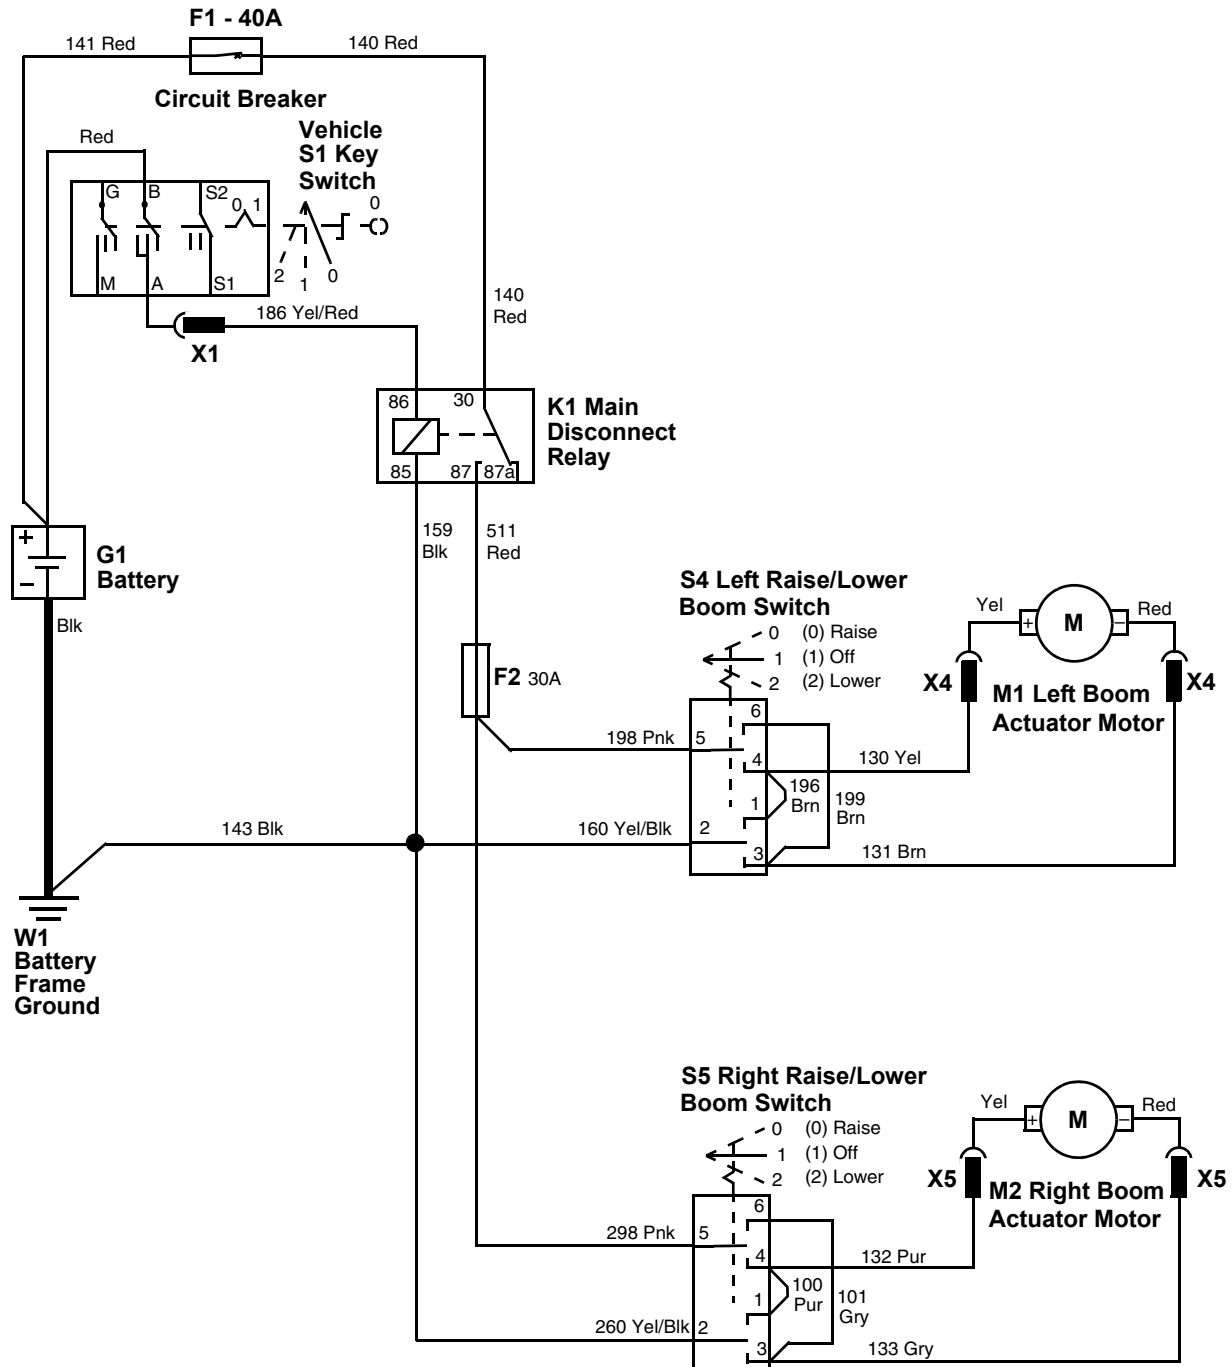 F1 - 40A
141 Red
140 Red
Circuit Breaker
Red
Vehicle
S1 Key
Switch
G
B
S2
0
1
0
2
1
0
M
A
S1
186 Yel/Red
X1
140
Red
86
30
85
87
87a
K1 Main
Disconnect
Relay
159
Blk
511
Red
+
−
G1
Battery
Blk
F2 30A
S4 Left Raise/Lower
Boom Switch
0 (0) Raise
1 (1) Off
2 (2) Lower
Yel
+
M
−
Red
X4
X4
M1 Left Boom
Actuator Motor
198 Pnk
5
6
4
130 Yel
196
Brn
199
Brn
1
143 Blk
160 Yel/Blk
2
3
131 Brn
W1
Battery
Frame
Ground
S5 Right Raise/Lower
Boom Switch
0 (0) Raise
1 (1) Off
2 (2) Lower
Yel
+
M
−
Red
X5
X5
M2 Right Boom
Actuator Motor
298 Pnk
5
6
4
132 Pur
100
Pur
101
Gry
1
260 Yel/Blk
2
3
133 Gry